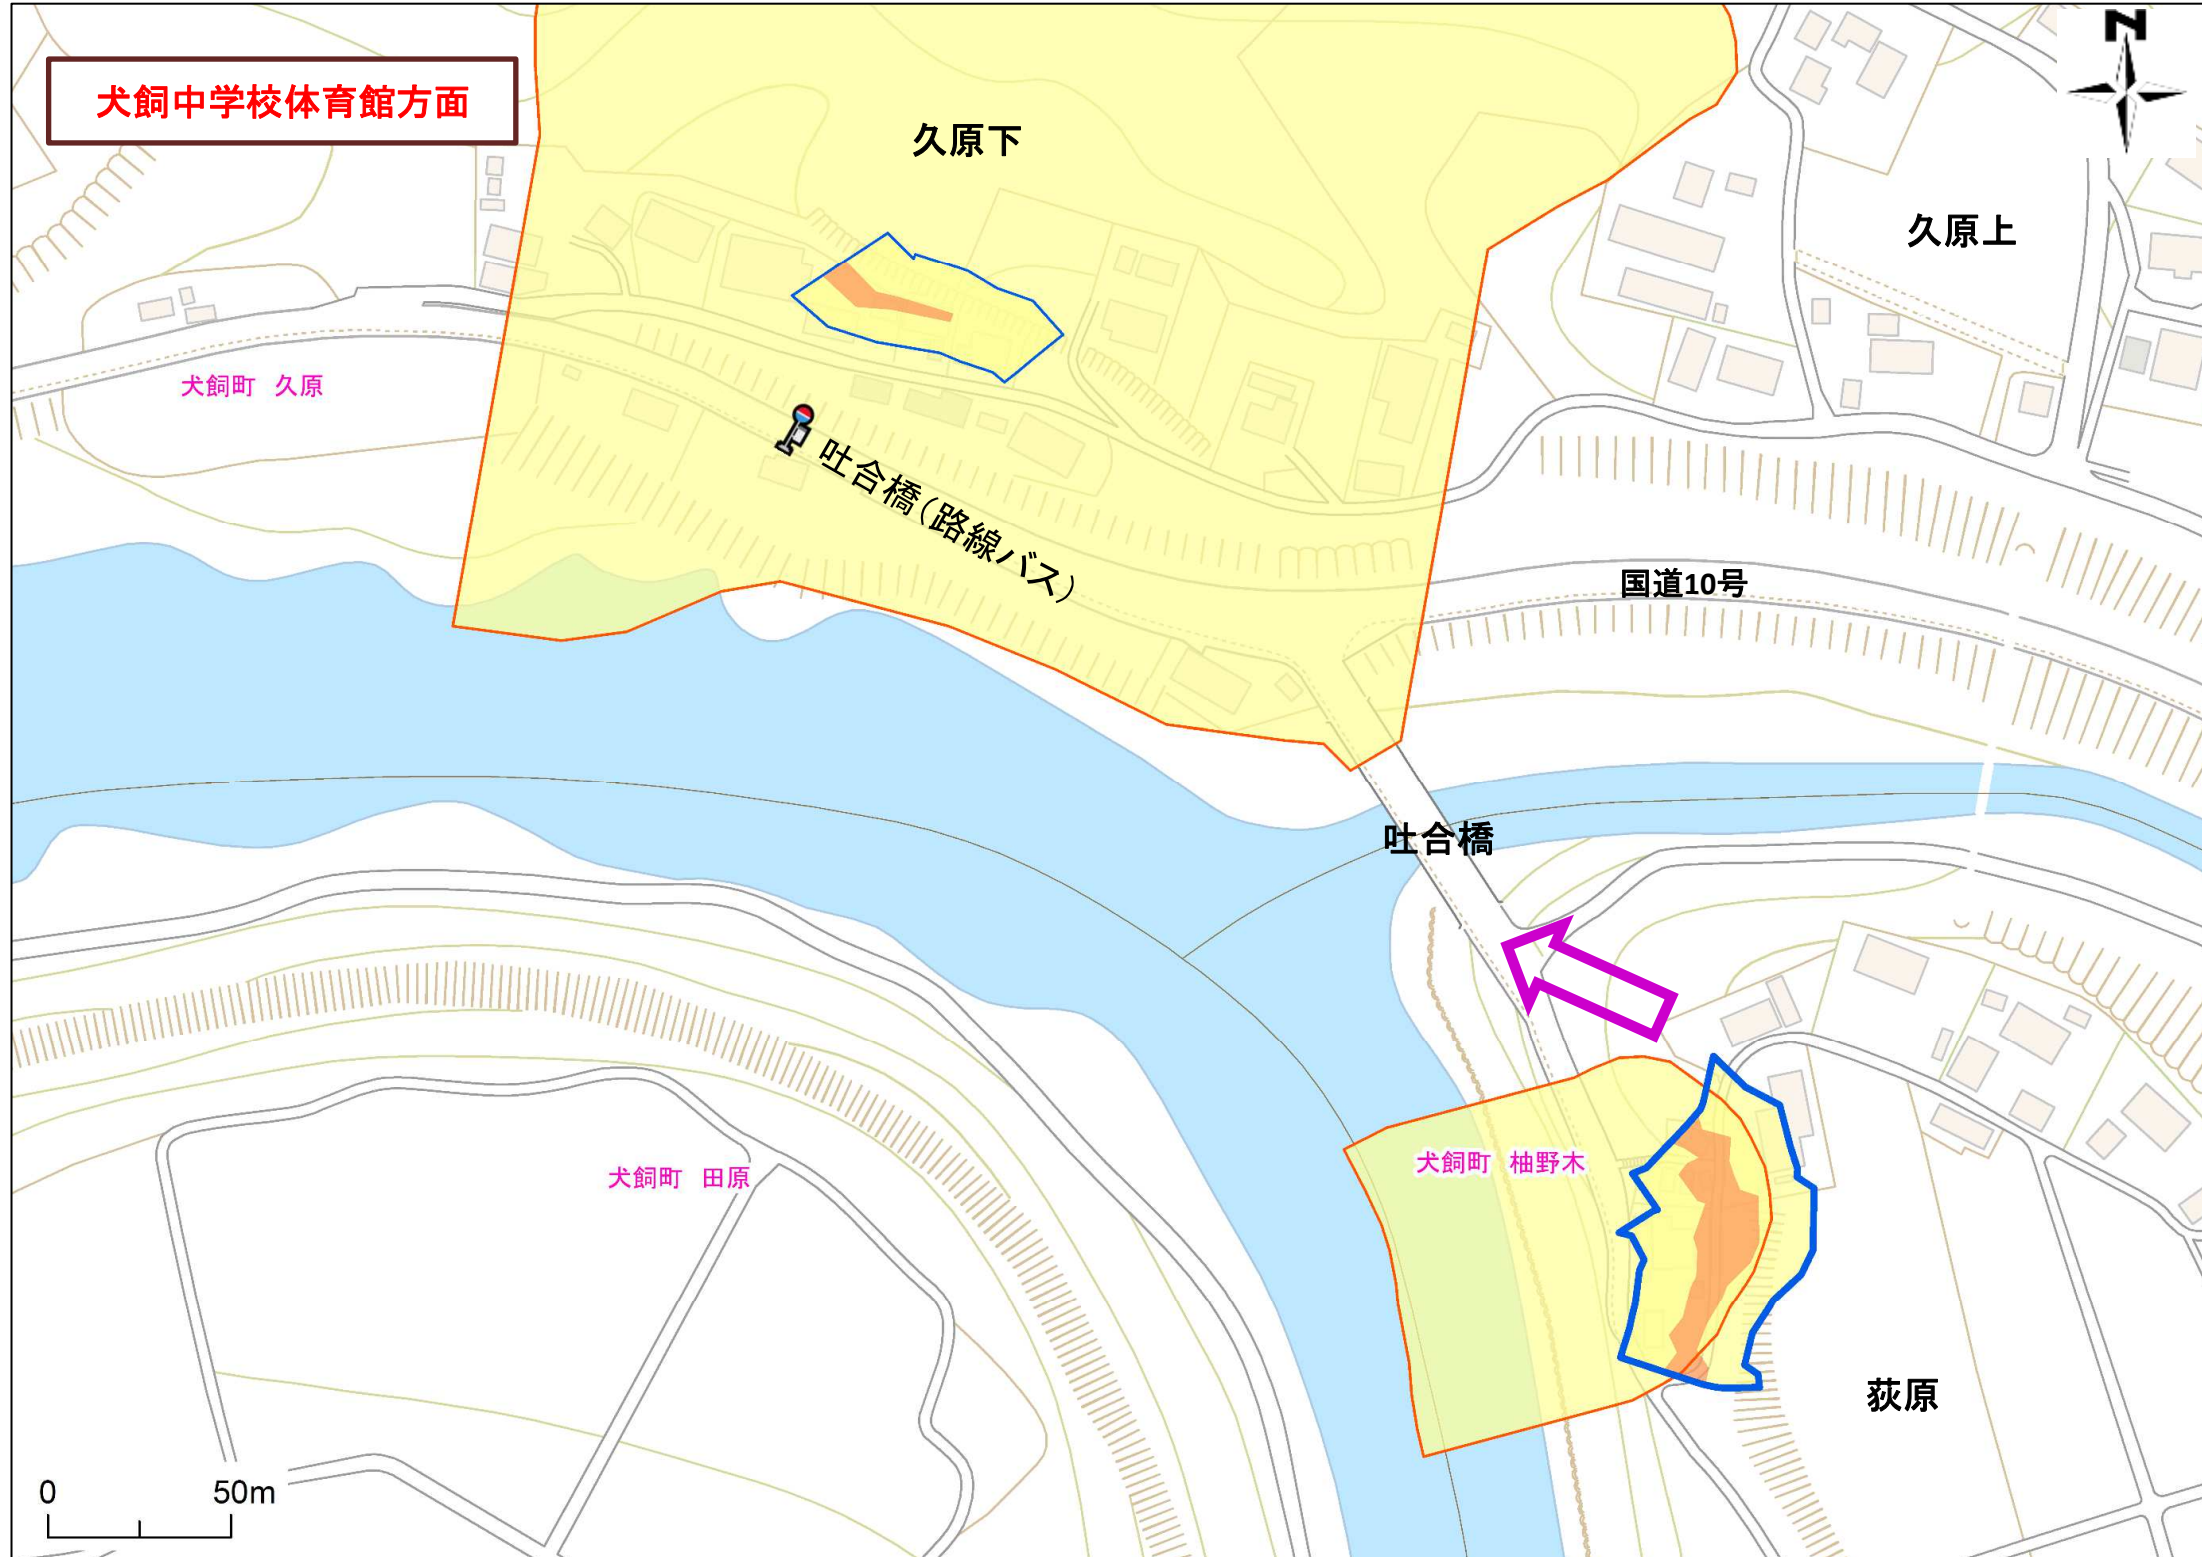 N
犬飼中学校体育館方面
久原下
久原上
犬飼町 久原
吐合橋（路線バス）
国道10号
吐合橋
犬飼町 柚野木
犬飼町 田原
荻原
0 50m